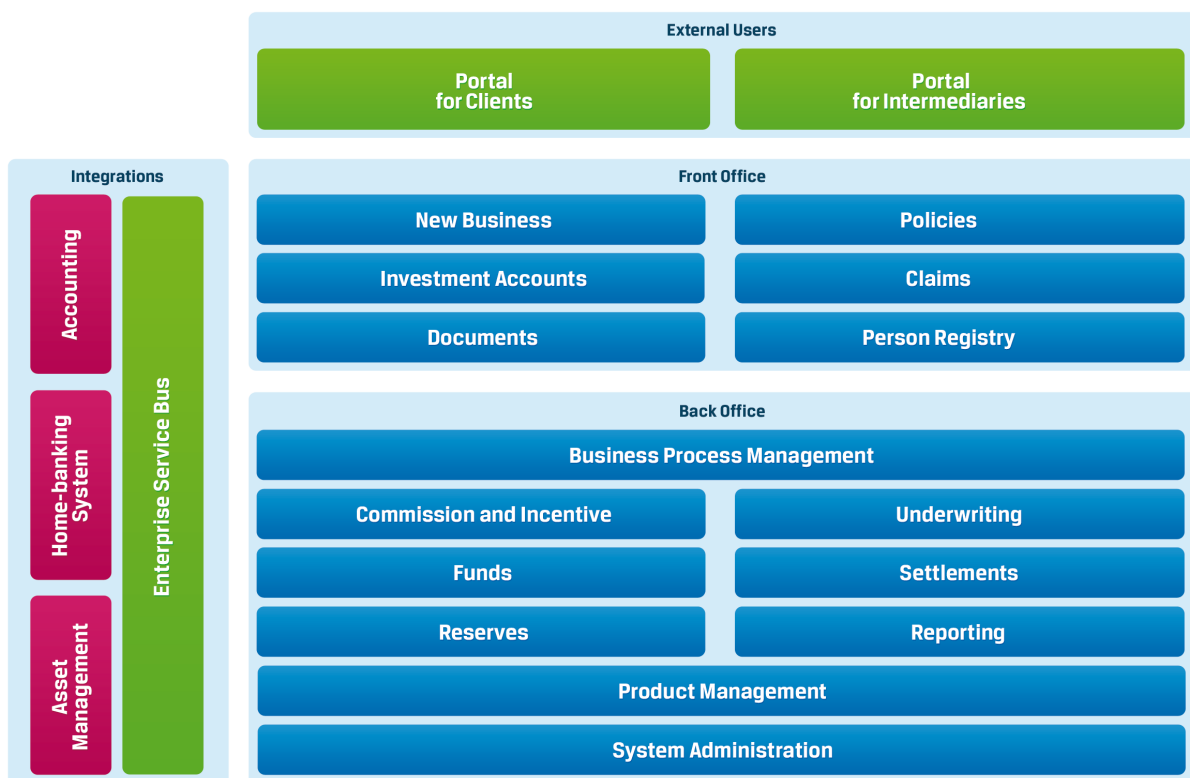 External Users
Portal
for Clients
Portal
for Intermediaries
Integrations
Accounting
Home-banking
System
Asset
Management
Enterprise Service Bus
Front Office
New Business
Policies
Investment Accounts
Claims
Documents
Person Registry
Back Office
Business Process Management
Commission and Incentive
Underwriting
Funds
Settlements
Reserves
Reporting
Product Management
System Administration